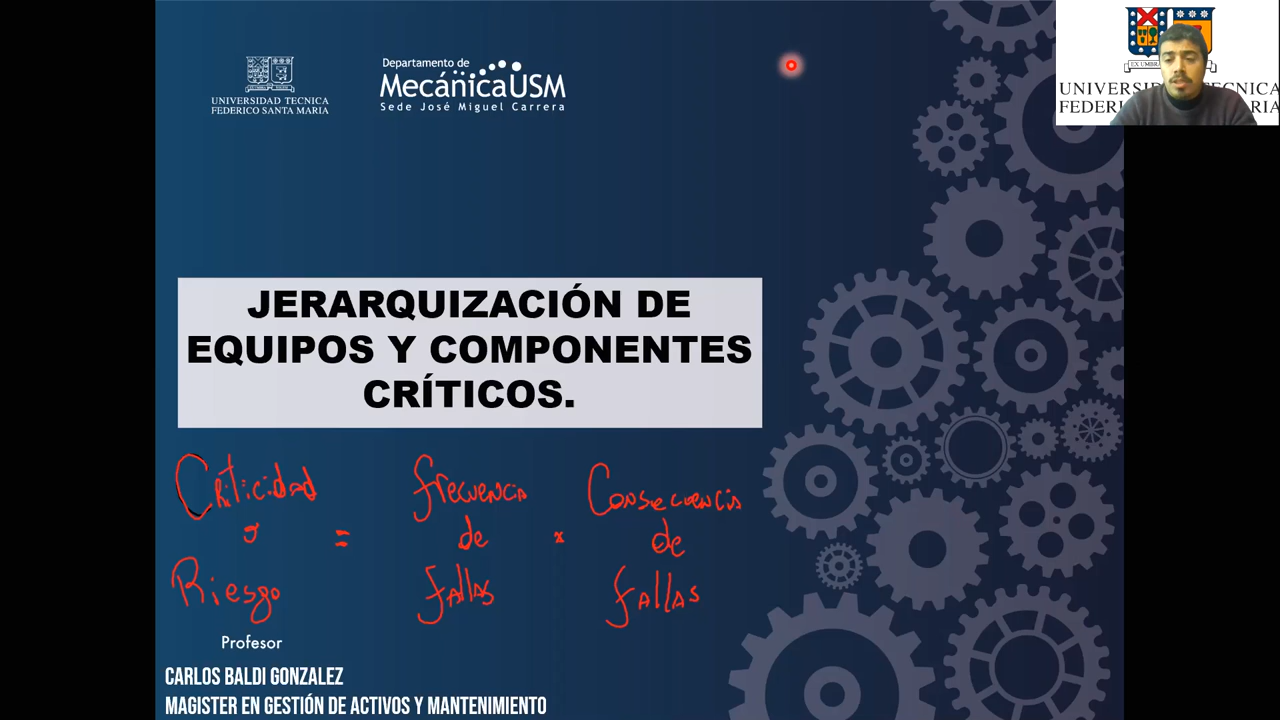 Departamento de
MecánicaUSM
Sede José Miguel Carrera
UNIVERSIDAD TECNICA
FEDERICO SANTA MARIA
JERARQUIZACIÓN DE
EQUIPOS Y COMPONENTES
CRÍTICOS.
Criticidad = Frecuencia x Consecuencia
o de de
Riesgo Fallas Fallas
Profesor
CARLOS BALDI GONZALEZ
MAGISTER EN GESTIÓN DE ACTIVOS Y MANTENIMIENTO